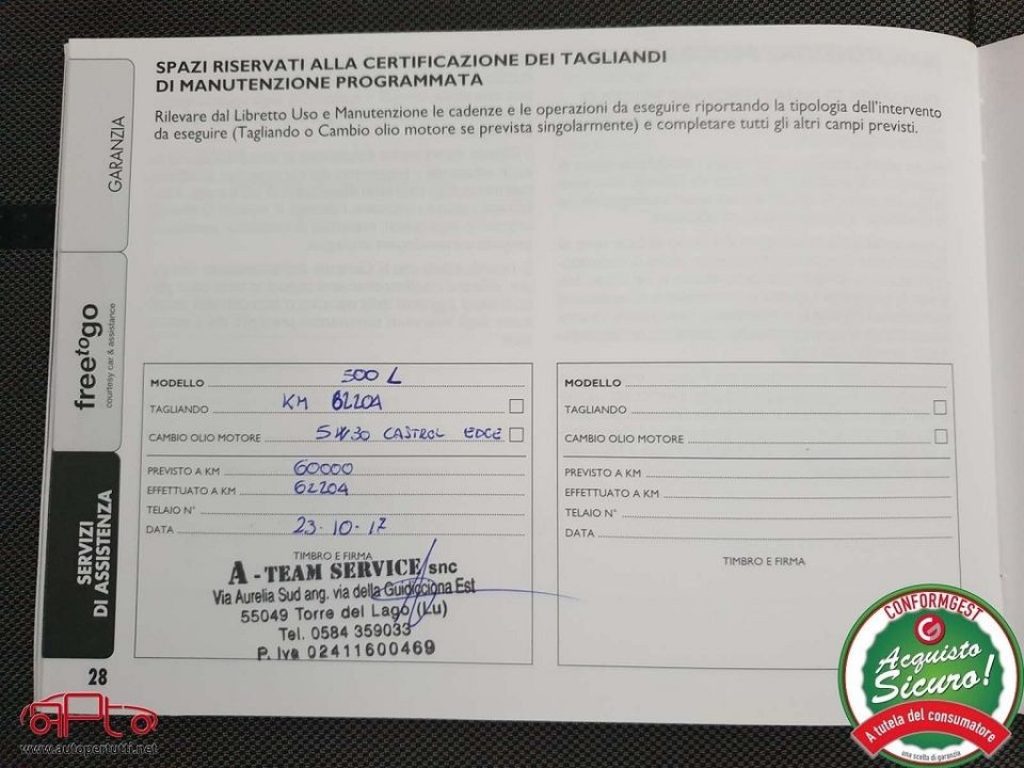 SPAZI RISERVATI ALLA CERTIFICAZIONE DEI TAGLIANDI
DI MANUTENZIONE PROGRAMMATA
Rilevare dal Libretto Uso e Manutenzione le cadenze e le operazioni da eseguire riportando la tipologia dell'intervento
da eseguire (Tagliando o Cambio olio motore se prevista singolarmente) e completare tutti gli altri campi previsti.
GARANZIA
freetogo
courtesy car & assistance
SERVIZI
DI ASSISTENZA
MODELLO 500 L
TAGLIANDO KM 62204
CAMBIO OLIO MOTORE 5W30 CASTROL EDGE
PREVISTO A KM 60000
EFFETTUATO A KM 62204
TELAIO N°
DATA 23-10-17
TIMBRO E FIRMA
A - TEAM SERVICE snc
Via Aurelia Sud ang. via della Guidicciona Est
55049 Torre del Lago (Lu)
Tel. 0584 359033
P. Iva 02411600469
MODELLO
TAGLIANDO
CAMBIO OLIO MOTORE
PREVISTO A KM
EFFETTUATO A KM
TELAIO N°
DATA
TIMBRO E FIRMA
28
apto
www.autopertutti.net
CONFORMGEST
Acquisto
Sicuro!
A tutela del consumatore
una scelta di garanzia